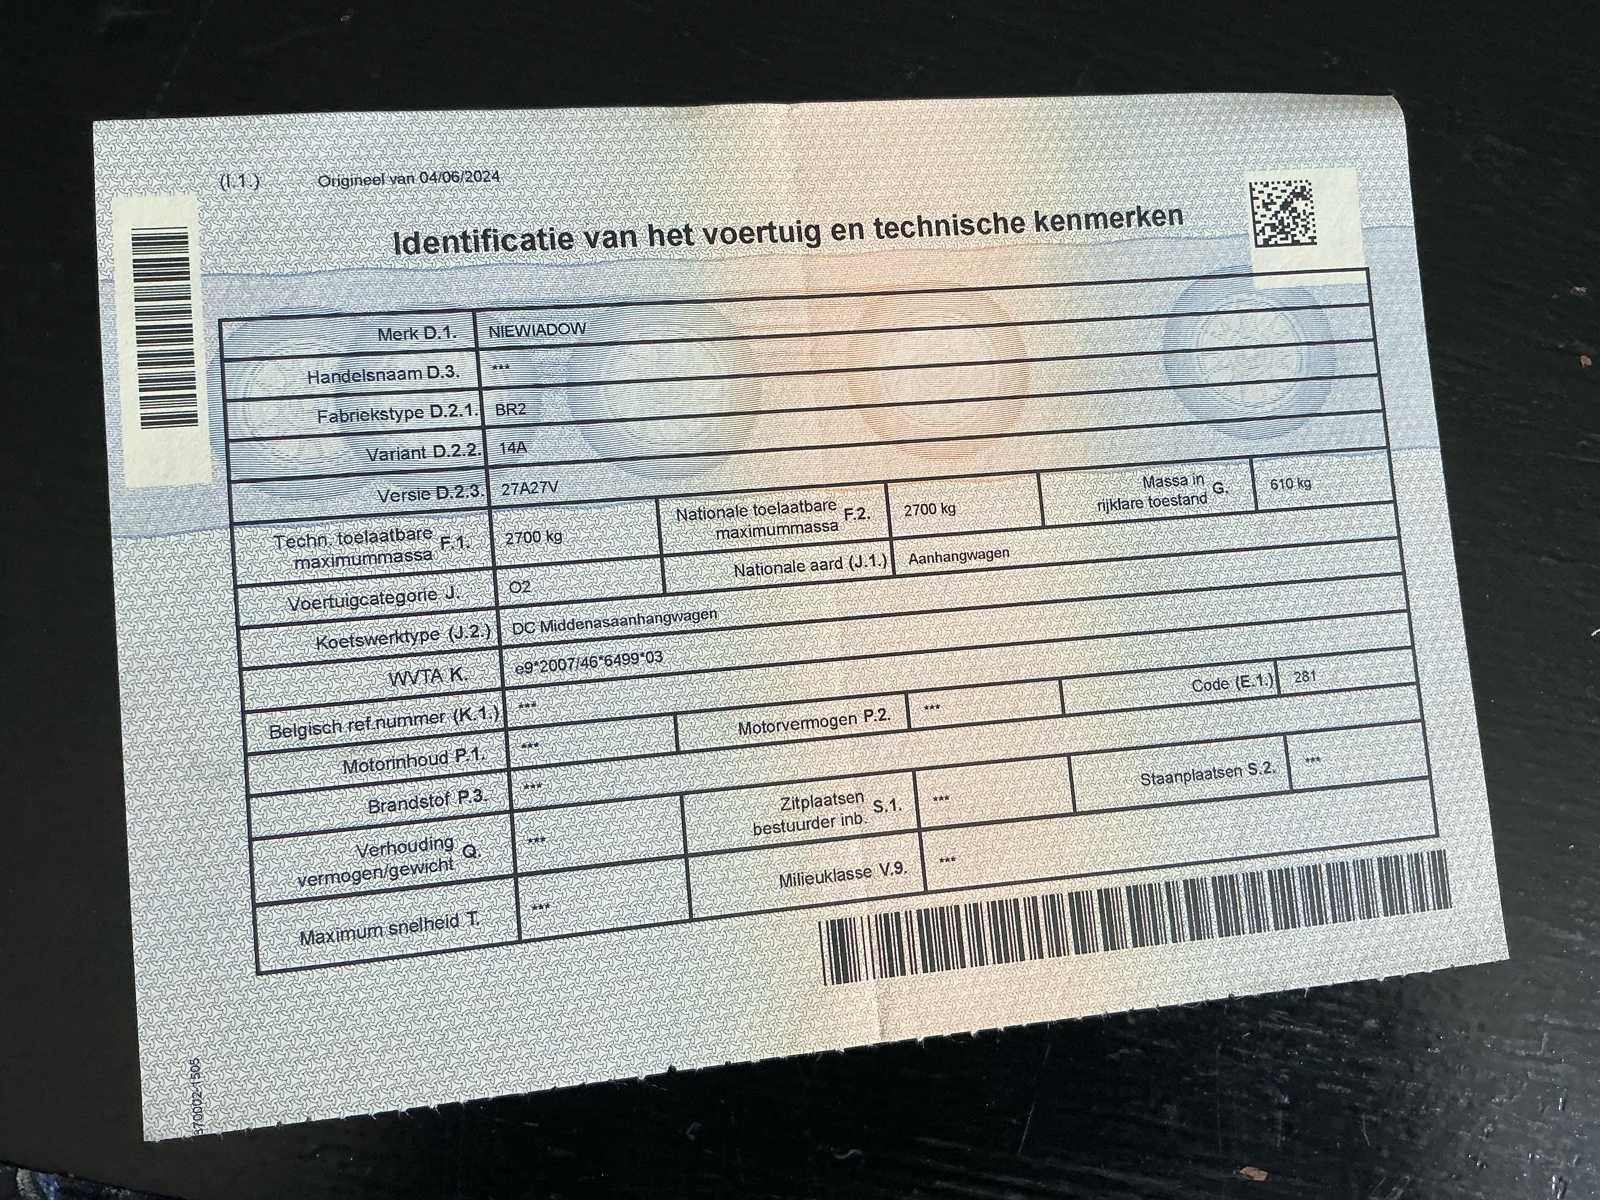 (I.1.) Origineel van 04/06/2024
Identificatie van het voertuig en technische kenmerken
Merk D.1. NIEWIADOW
Handelsnaam D.3. ***
Fabriekstype D.2.1. BR2
Variant D.2.2. 14A
Versie D.2.3. 27A27V
Techn. toelaatbare maximummassa F.1. 2700 kg Nationale toelaatbare maximummassa F.2. 2700 kg Massa in rijklare toestand G. 610 kg
Voertuigcategorie J. O2 Nationale aard (J.1.) Aanhangwagen
Koetswerktype (J.2.) DC Middenasaanhangwagen
WVTA K. e9*2007/46*6499*03
Belgisch ref.nummer (K.1.) ***
Motorinhoud P.1. *** Motorvermogen P.2. *** Code (E.1.) 281
Brandstof P.3. ***
Verhouding vermogen/gewicht Q. *** Zitplaatsen bestuurder inb. S.1. *** Staanplaatsen S.2. ***
Maximum snelheid T. *** Milieuklasse V.9. ***